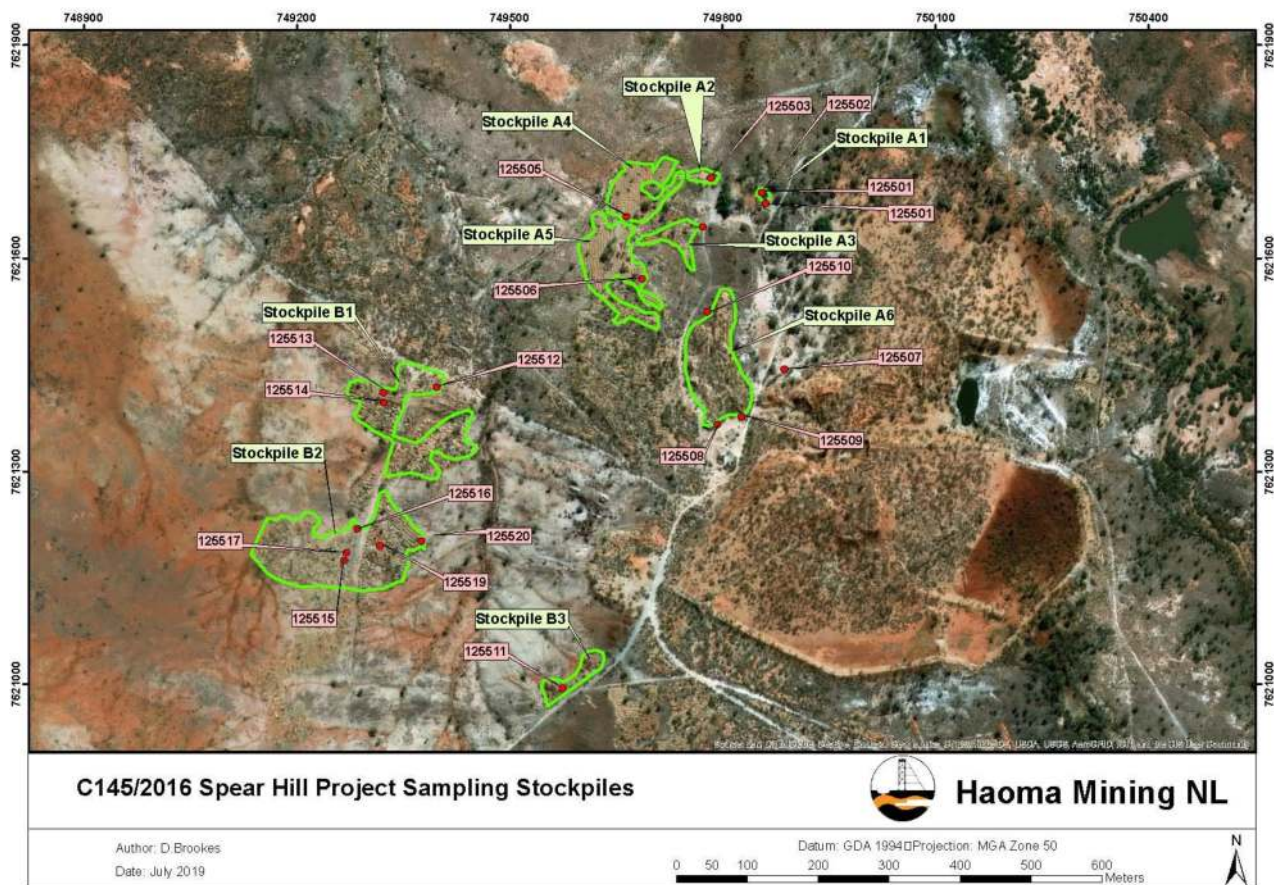 748900 749200 749500 749800 750100 750400
7621900
7621600
7621300
7621000
7621900
7621600
7621300
7621000
Stockpile A2
125503
125502
Stockpile A4
Stockpile A1
125505
125501
125501
Stockpile A5
Stockpile A3
125510
125506
Stockpile B1
Stockpile A6
125513
125512
125507
125514
125509
Stockpile B2
125508
125516
125517
125520
125519
125515
Stockpile B3
125511
C145/2016 Spear Hill Project Sampling Stockpiles
Haoma Mining NL
Author: D.Brookes
Date: July 2019
Datum: GDA 1994□Projection: MGA Zone 50
0 50 100 200 300 400 500 600
Meters
N